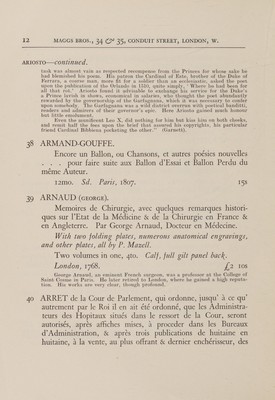 12 MAGGS BROS., 34 & 35, CONDUIT STREET, LONDON, W.
ARIOSTO—continued.
task was almost vain as respected recompense from the Princes for whose sake he
had blemished his poem. His patron the Cardinal of Este, brother of the Duke of
Ferrara, a coarse man, more fit for a soldier than an ecclesiastic, asked the poet
upon the publication of the Orlando in 1516, quite simply, 'Where he had been for
all that rot.' Ariosto found it advisable to exchange his service for the Duke's
a Prince lavish in shows, economical in salaries, who thought the poet abundantly
rewarded by the governorship of the Garfagnana, which it was necessary to confer
upon somebody. The Garfagnana was a wild district overrun with poetical banditti,
readers and admirers of their governor's epic. Here Ariosto gained much honour
but little emolument.
Even the munificent Leo X. did nothing for him but kiss him on both cheeks,
and remit half the fees upon the brief that assured his copyright, his particular
friend Cardinal Bibbiena pocketing the other." (Garnett).
38 ARMAND-GOUFFE.
Encore un Ballon, ou Chansons, et autres poésies nouvelles
. . . pour faire suite aux Ballon d'Essai et Ballon Perdu du
même Auteur.
12mo. Sd. Paris, 1807. 15s
39 ARNAUD (GEORGE).
Memoires de Chirurgie, avec quelques remarques histori-
ques sur l'Etat de la Médicine & de la Chirurgie en France &
en Angleterre. Par George Arnaud, Docteur en Médecine.
With two folding plates, numerous anatomical engravings,
and other plates, all by P. Mazell.
Two volumes in one, 4to. Calf, full gilt panel back.
London, 1768. £2 10s
George Arnaud, an eminent French surgeon, was a professor at the College of
Saint Cosme in Paris. He later retired to London, where he gained a high reputa-
tion. His works are very clear, though profound.
40 ARRET de la Cour de Parlement, qui ordonne, jusqu' à ce qu'
autrement par le Roi il en ait été ordonné, que les Administra-
teurs des Hopitaux situés dans le ressort de la Cour, seront
autorisés, après affiches mises, à proceder dans les Bureaux
d'Administration, & après trois publications de huitaine en
huitaine, à la vente, au plus offrant & dernier enchérisseur, des